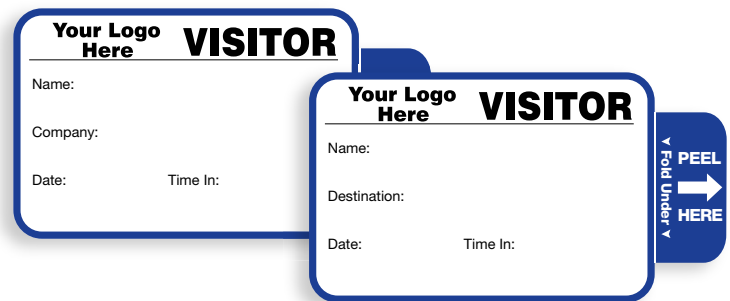 Your Logo
Here
VISITOR
Name:
Company:
Date: Time In:
Your Logo
Here
VISITOR
Name:
Destination:
Date: Time In:
Fold Under
PEEL
HERE